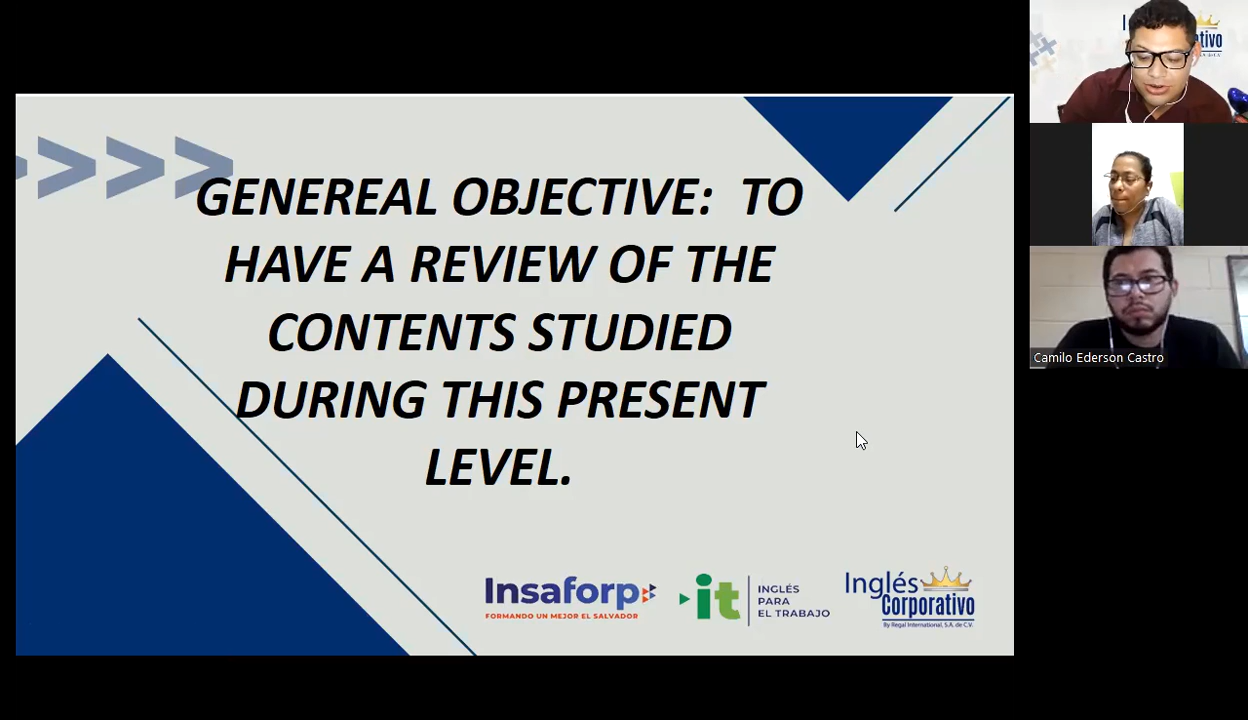 GENEREAL OBJECTIVE: TO
HAVE A REVIEW OF THE
CONTENTS STUDIED
DURING THIS PRESENT
LEVEL.
Insaforp
FORMANDO UN MEJOR EL SALVADOR
it
INGLÉS
PARA
EL TRABAJO
Inglés
Corporativo
By Regal International, S.A. de C.V.
Camilo Ederson Castro